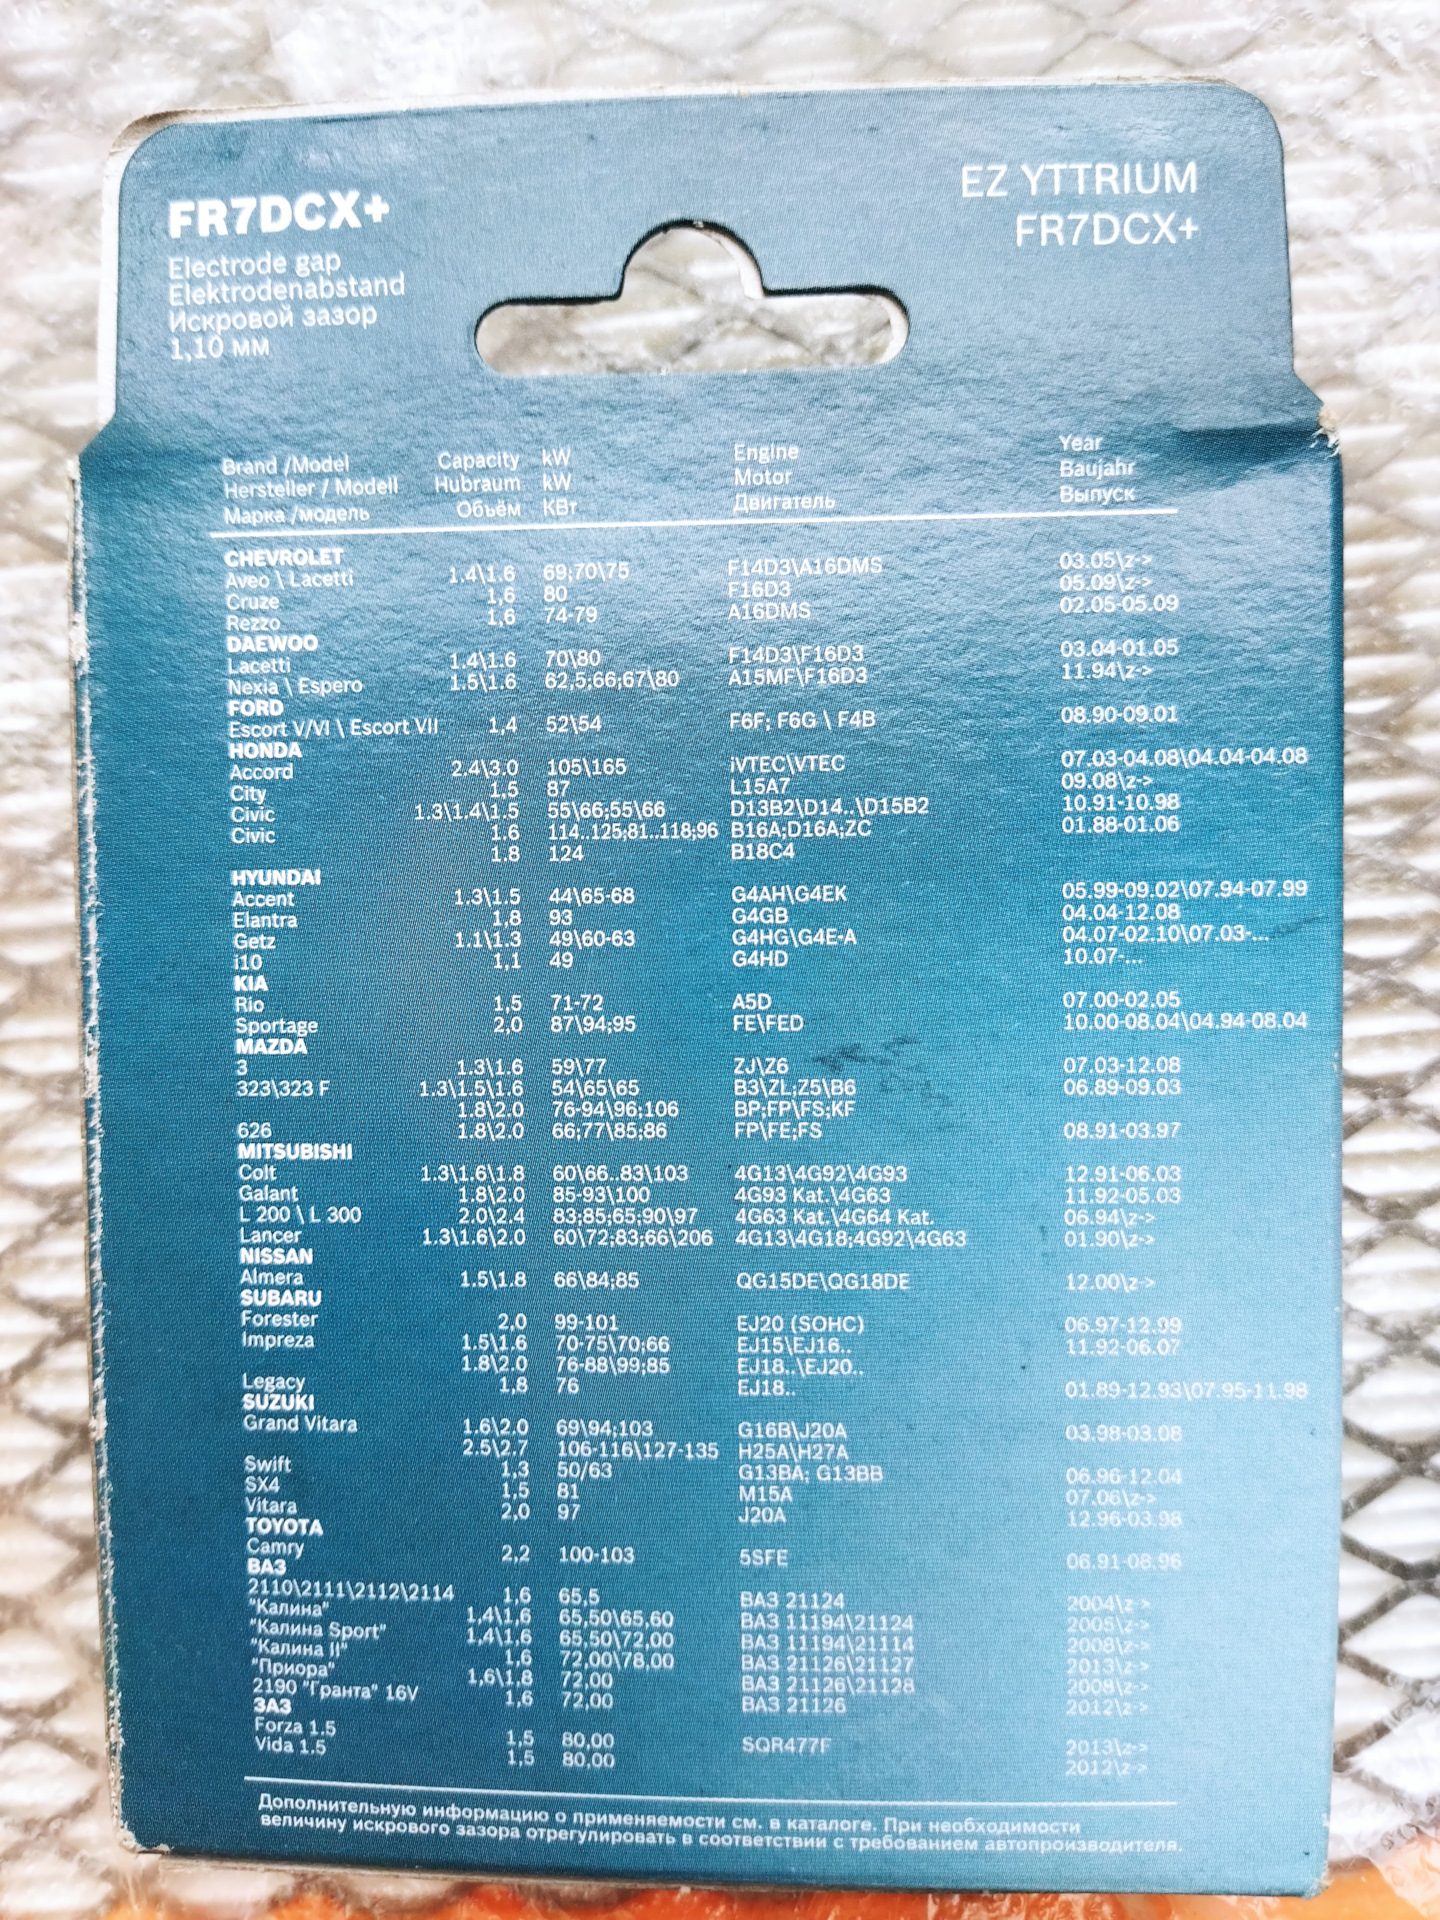 EZ YTTRIUM
FR7DCX+
FR7DCX+
Electrode gap
Elektrodenabstand
Искровой зазор
1,10 мм
Brand /Model Capacity kW Engine Year
Hersteller / Modell Hubraum kW Motor Baujahr
Марка /модель Объём КВт Двигатель Выпуск
CHEVROLET
Aveo \ Lacetti 1.4\1.6 69;70\75 F14D3\A16DMS 03.05\z->
Cruze 1,6 80 F16D3 05.09\z->
Rezzo 1,6 74-79 A16DMS 02.05-05.09
DAEWOO
Lacetti 1.4\1.6 70\80 F14D3\F16D3 03.04-01.05
Nexia \ Espero 1.5\1.6 62,5;66;67\80 A15MF\F16D3 11.94\z->
FORD
Escort V/VI \ Escort VII 1,4 52\54 F6F; F6G \ F4B 08.90-09.01
HONDA
Accord 2.4\3.0 105\165 iVTEC\VTEC 07.03-04.08\04.04-04.08
City 1.5 87 L15A7 09.08\z->
Civic 1.3\1.4\1.5 55\66;55\66 D13B2\D14..\D15B2 10.91-10.98
Civic 1.6 114..125;81..118;96 B16A;D16A;ZC 01.88-01.06
1.8 124 B18C4
HYUNDAI
Accent 1.3\1.5 44\65-68 G4AH\G4EK 05.99-09.02\07.94-07.99
Elantra 1.8 93 G4GB 04.04-12.08
Getz 1.1\1.3 49\60-63 G4HG\G4E-A 04.07-02.10\07.03-...
i10 1,1 49 G4HD 10.07-...
KIA
Rio 1,5 71-72 A5D 07.00-02.05
Sportage 2,0 87\94;95 FE\FED 10.00-08.04\04.94-08.04
MAZDA
3 1.3\1.6 59\77 ZJ\Z6 07.03-12.08
323\323 F 1.3\1.5\1.6 54\65\65 B3\ZL;Z5\B6 06.89-09.03
1.8\2.0 76-94\96;106 BP;FP\FS;KF
626 1.8\2.0 66;77\85;86 FP\FE;FS 08.91-03.97
MITSUBISHI
Colt 1.3\1.6\1.8 60\66..83\103 4G13\4G92\4G93 12.91-06.03
Galant 1.8\2.0 85-93\100 4G93 Kat.\4G63 11.92-05.03
L 200 \ L 300 2.0\2.4 83;85;65;90\97 4G63 Kat.\4G64 Kat. 06.94\z->
Lancer 1.3\1.6\2.0 60\72;83;66\206 4G13\4G18;4G92\4G63 01.90\z->
NISSAN
Almera 1.5\1.8 66\84;85 QG15DE\QG18DE 12.00\z->
SUBARU
Forester 2,0 99-101 EJ20 (SOHC) 06.97-12.99
Impreza 1.5\1.6 70-75\70;66 EJ15\EJ16.. 11.92-06.07
1.8\2.0 76-88\99;85 EJ18..\EJ20..
Legacy 1,8 76 EJ18.. 01.89-12.93\07.95-11.98
SUZUKI
Grand Vitara 1.6\2.0 69\94;103 G16B\J20A 03.98-03.08
2.5\2.7 106-116\127-135 H25A\H27A
Swift 1,3 50/63 G13BA; G13BB 06.96-12.04
SX4 1,5 81 M15A 07.06\z->
Vitara 2,0 97 J20A 12.96-03.98
TOYOTA
Camry 2,2 100-103 5SFE 06.91-08.96
ВАЗ
2110\2111\2112\2114 1,6 65,5 ВАЗ 21124 2004\z->
"Калина" 1,4\1,6 65,50\65,60 ВАЗ 11194\21124 2005\z->
"Калина Sport" 1,4\1,6 65,50\72,00 ВАЗ 11194\21114 2008\z->
"Калина II" 1,6 72,00\78,00 ВАЗ 21126\21127 2013\z->
"Приора" 1,6\1,8 72,00 ВАЗ 21126\21128 2008\z->
2190 "Гранта" 16V 1,6 72,00 ВАЗ 21126 2012\z->
ЗАЗ
Forza 1.5 1,5 80,00 SQR477F 2013\z->
Vida 1.5 1,5 80,00 2012\z->
Дополнительную информацию о применяемости см. в каталоге. При необходимости
величину искрового зазора отрегулировать в соответствии с требованием автопроизводителя.